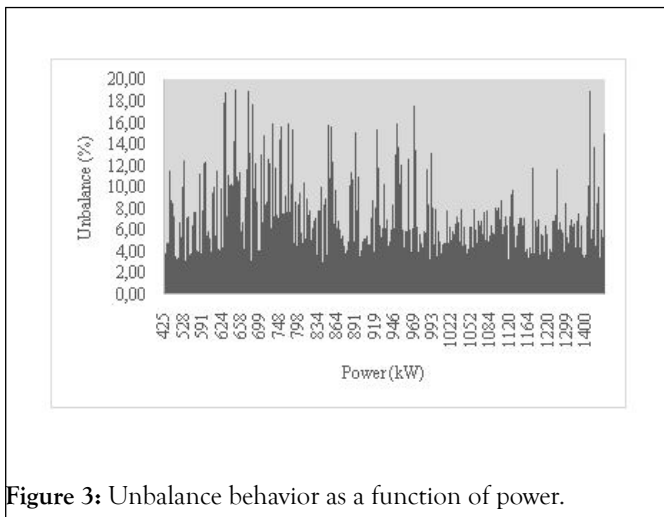 20,00
18,00
16,00
14,00
12,00
10,00
8,00
6,00
4,00
2,00
0,00
Unbalance (%)
425 528 591 624 658 699 748 798 834 864 891 919 946 969 993 1022 1052 1084 1120 1164 1220 1299 1400
Power (kW)
Figure 3: Unbalance behavior as a function of power.